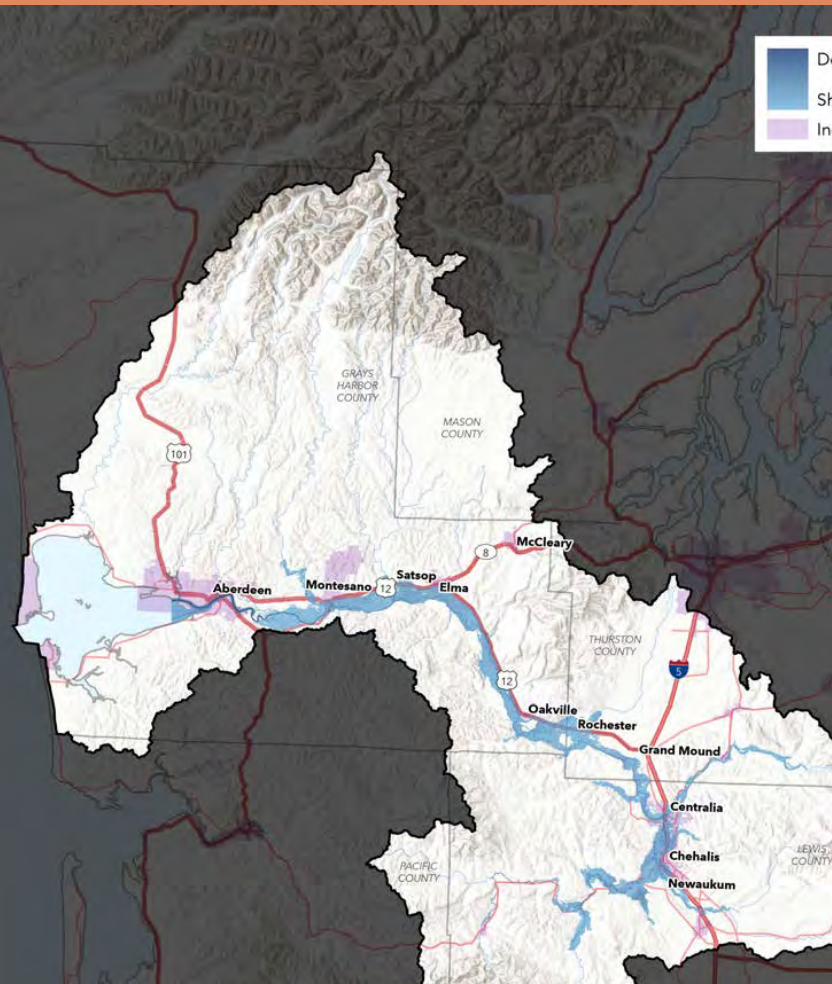 In
GRAYS
HARBOR
COUNTY
MASON
COUNTY
101
8
McCleary
Satsop
Montesano
12
Elma
Aberdeen
THURSTON
COUNTY
5
12
Oakville
Rochester
Grand Mound
Centralia
Chehalis
LEWIS
COUNTY
PACIFIC
COUNTY
Newaukum